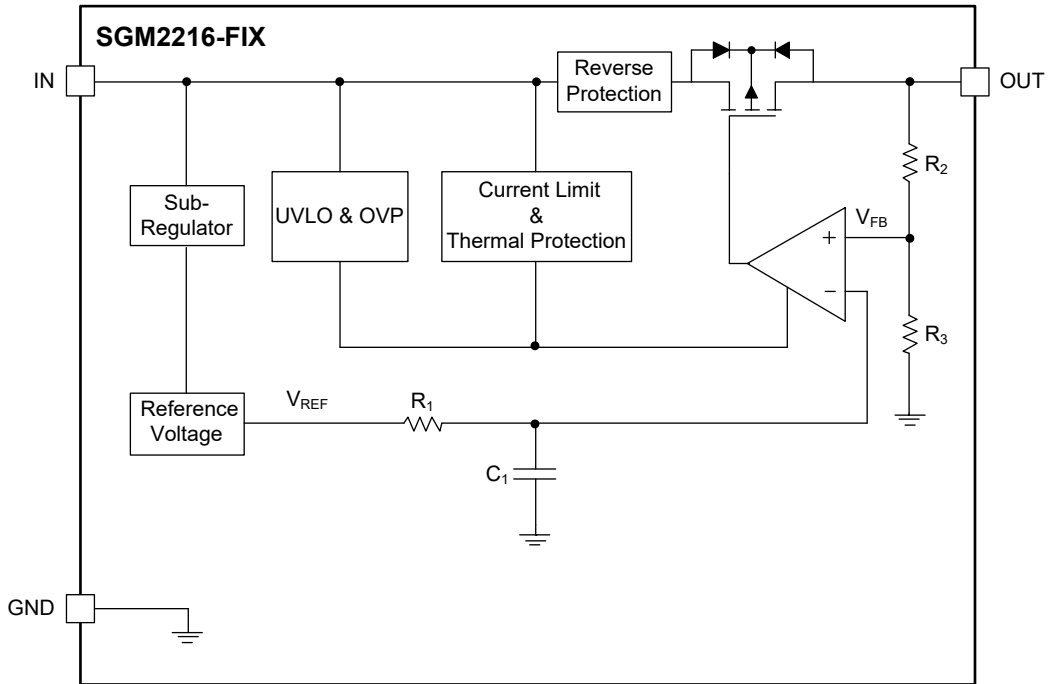 SGM2216-FIX
IN
Reverse
Protection
OUT
Sub-
Regulator
UVLO & OVP
Current Limit
&
Thermal Protection
R2
VFB
+
−
R3
Reference
Voltage
VREF
R1
C1
GND